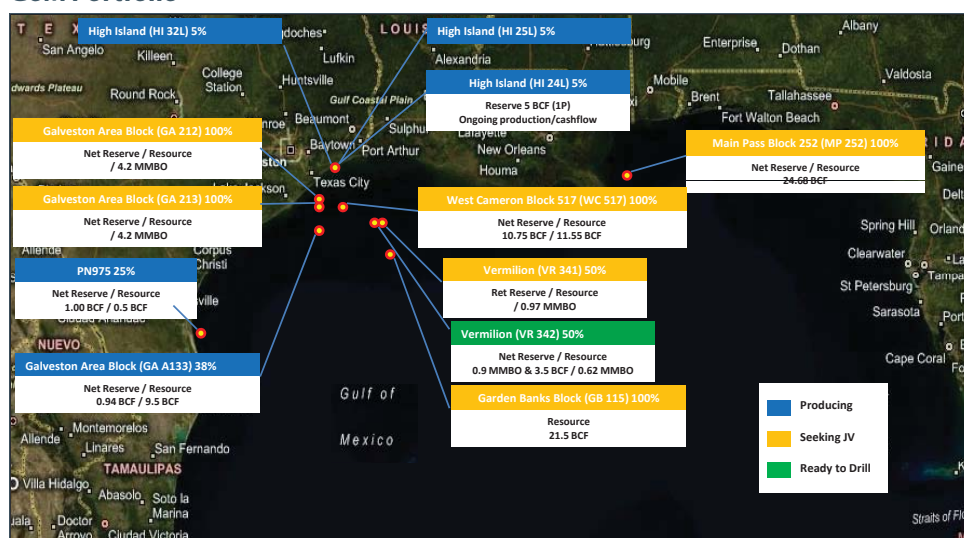 GoM Portfolio
High Island (HI 32L) 5%
High Island (HI 25L) 5%
High Island (HI 24L) 5%
Reserve 5 BCF (1P)
Ongoing production/cashflow
Galveston Area Block (GA 212) 100%
Net Reserve / Resource
/ 4.2 MMBO
Galveston Area Block (GA 213) 100%
Net Reserve / Resource
/ 4.2 MMBO
Main Pass Block 252 (MP 252) 100%
Net Reserve / Resource
24.68 BCF
West Cameron Block 517 (WC 517) 100%
Net Reserve / Resource
10.75 BCF / 11.55 BCF
PN975 25%
Net Reserve / Resource
1.00 BCF / 0.5 BCF
Vermilion (VR 341) 50%
Ret Reserve / Resource
/ 0.97 MMBO
Vermilion (VR 342) 50%
Net Reserve / Resource
0.9 MMBO & 3.5 BCF / 0.62 MMBO
Galveston Area Block (GA A133) 38%
Net Reserve / Resource
0.94 BCF / 9.5 BCF
Garden Banks Block (GB 115) 100%
Resource
21.5 BCF
Producing
Seeking JV
Ready to Drill
T E X
San Angelo
Killeen
Round Rock
College
Station
doches
Lufkin
Huntsville
LOUIS
Alexandria
Gulf Coastal Plain
Beaumont
Baytown
Port Arthur
Sulphur
Lafayette
New Orleans
Houma
Texas City
Enterprise
Dothan
Albany
Valdosta
Mobile
Brent
Tallahassee
Fort Walton Beach
R I D A
Spring Hill
Clearwater
St Petersburg
Sarasota
Cape Coral
Corpus
Christi
NUEVO
Gulf of
Mexico
Montemorelos
Allende
Linares
San Fernando
TAMAULIPAS
Villa Hidalgo
Abasolo
Soto la
Marina
Doctor
Arroyo
Ciudad Victoria